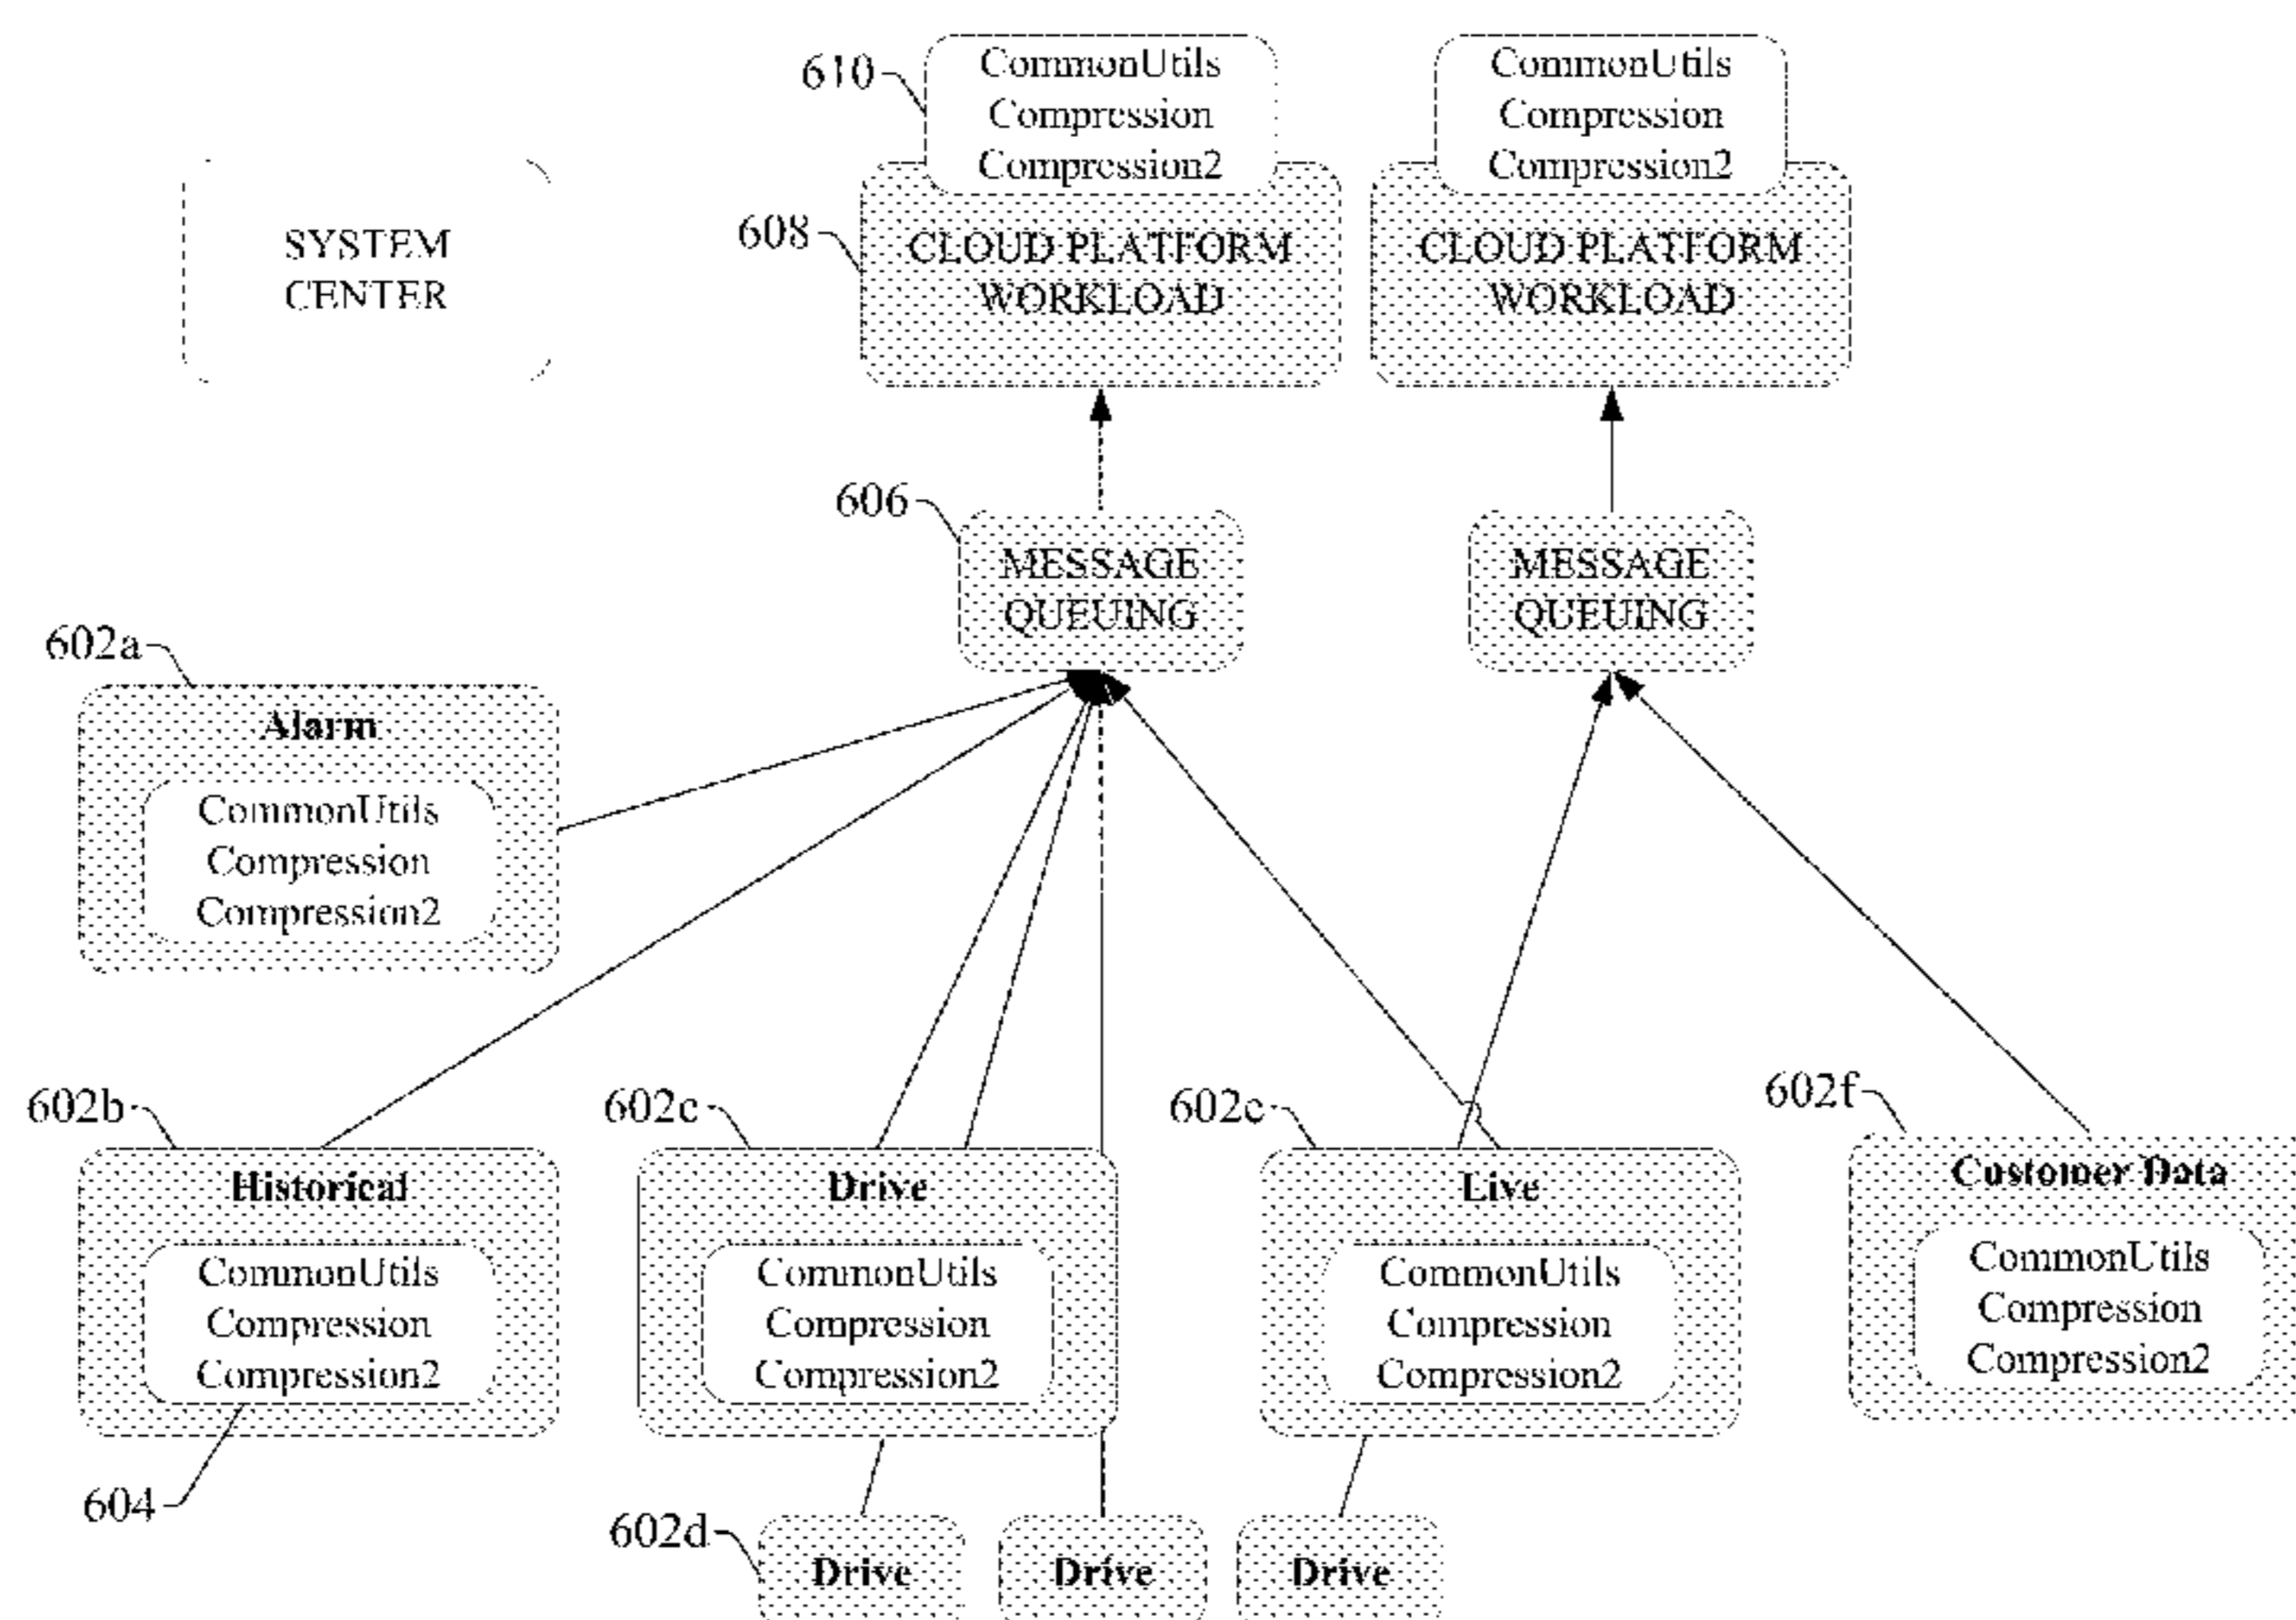 610
CommonUtils
Compression
Compression2
CommonUtils
Compression
Compression2
SYSTEM
CENTER
608
CLOUD PLATFORM
WORKLOAD
CLOUD PLATFORM
WORKLOAD
606
MESSAGE
QUEUING
MESSAGE
QUEUING
602a
Alarm
CommonUtils
Compression
Compression2
602b
Historical
CommonUtils
Compression
Compression2
604
602c
Drive
CommonUtils
Compression
Compression2
602e
Live
CommonUtils
Compression
Compression2
602f
Customer Data
CommonUtils
Compression
Compression2
602d
Drive
Drive
Drive